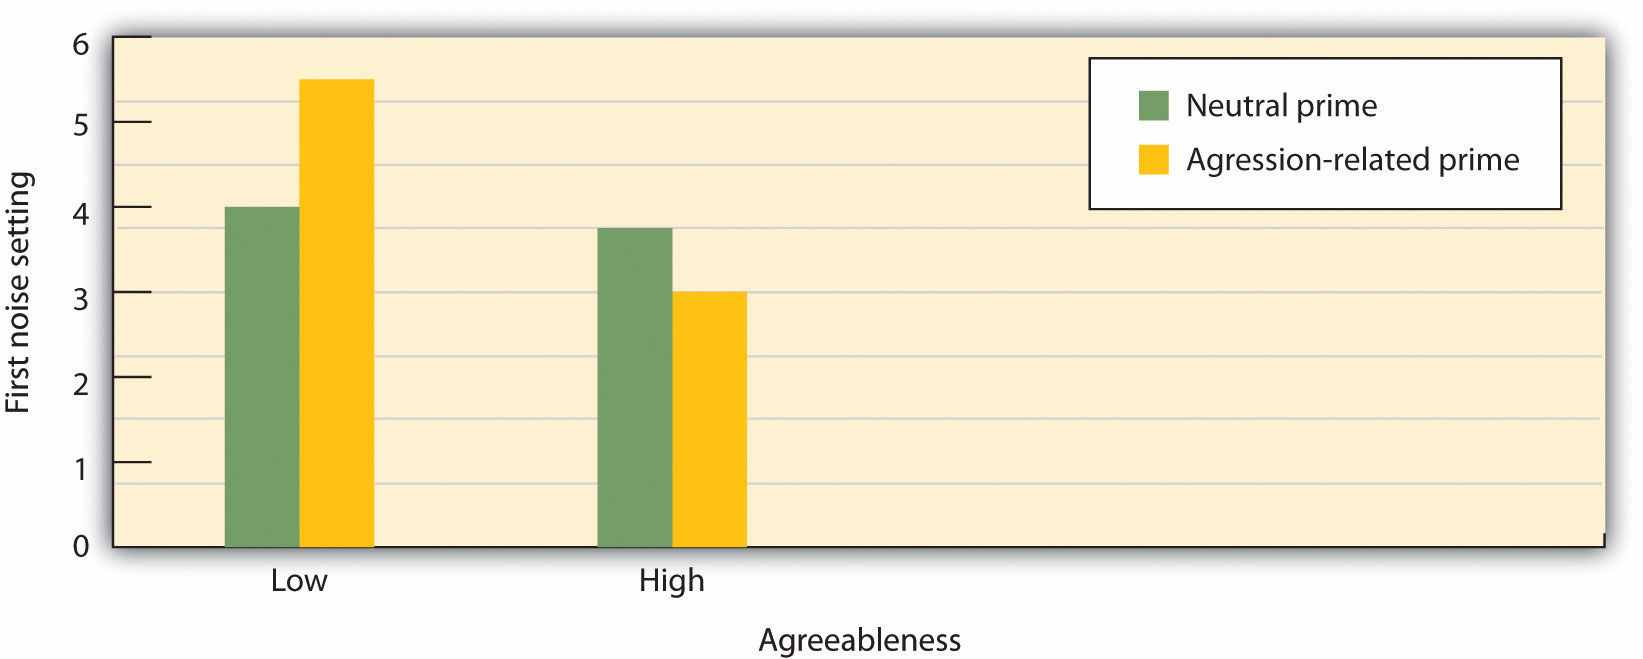 6
5
4
3
2
1
0
First noise setting
Neutral prime
Agression-related prime
Low
High
Agreeableness